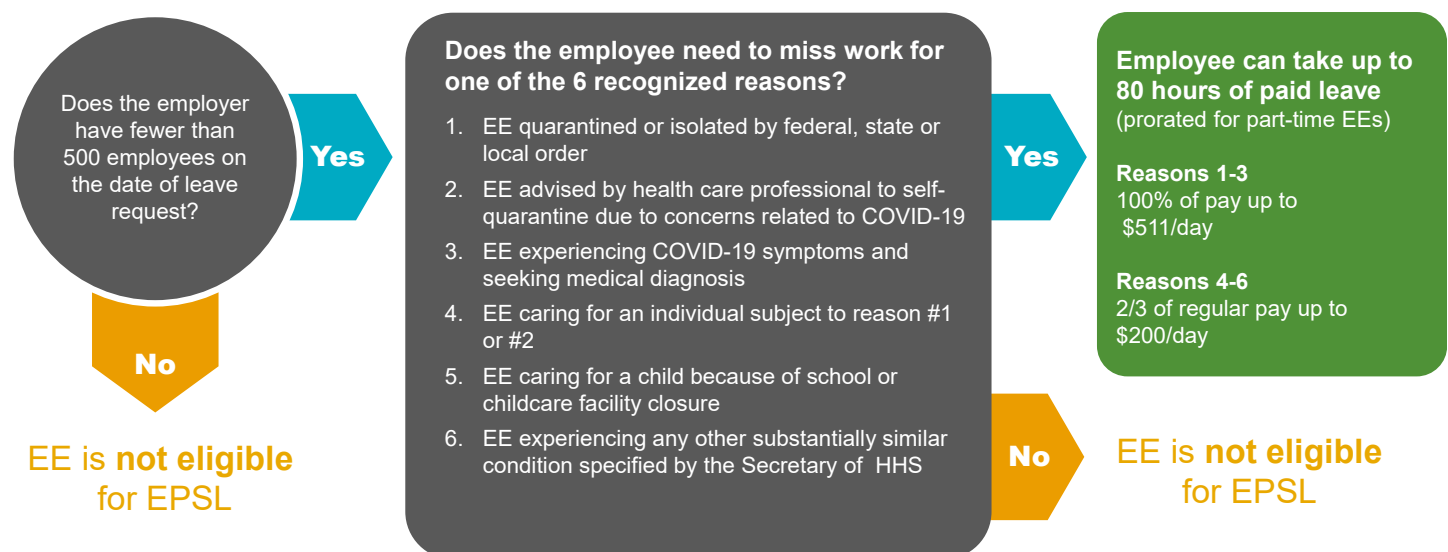 Does the employer
have fewer than
500 employees on
the date of leave
request?
Yes
No
EE is not eligible
for EPSL
Does the employee need to miss work for
one of the 6 recognized reasons?
1. EE quarantined or isolated by federal, state or
local order
2. EE advised by health care professional to self-
quarantine due to concerns related to COVID-19
3. EE experiencing COVID-19 symptoms and
seeking medical diagnosis
4. EE caring for an individual subject to reason #1
or #2
5. EE caring for a child because of school or
childcare facility closure
6. EE experiencing any other substantially similar
condition specified by the Secretary of HHS
Yes
Employee can take up to
80 hours of paid leave
(prorated for part-time EEs)
Reasons 1-3
100% of pay up to
$511/day
Reasons 4-6
2/3 of regular pay up to
$200/day
No
EE is not eligible
for EPSL